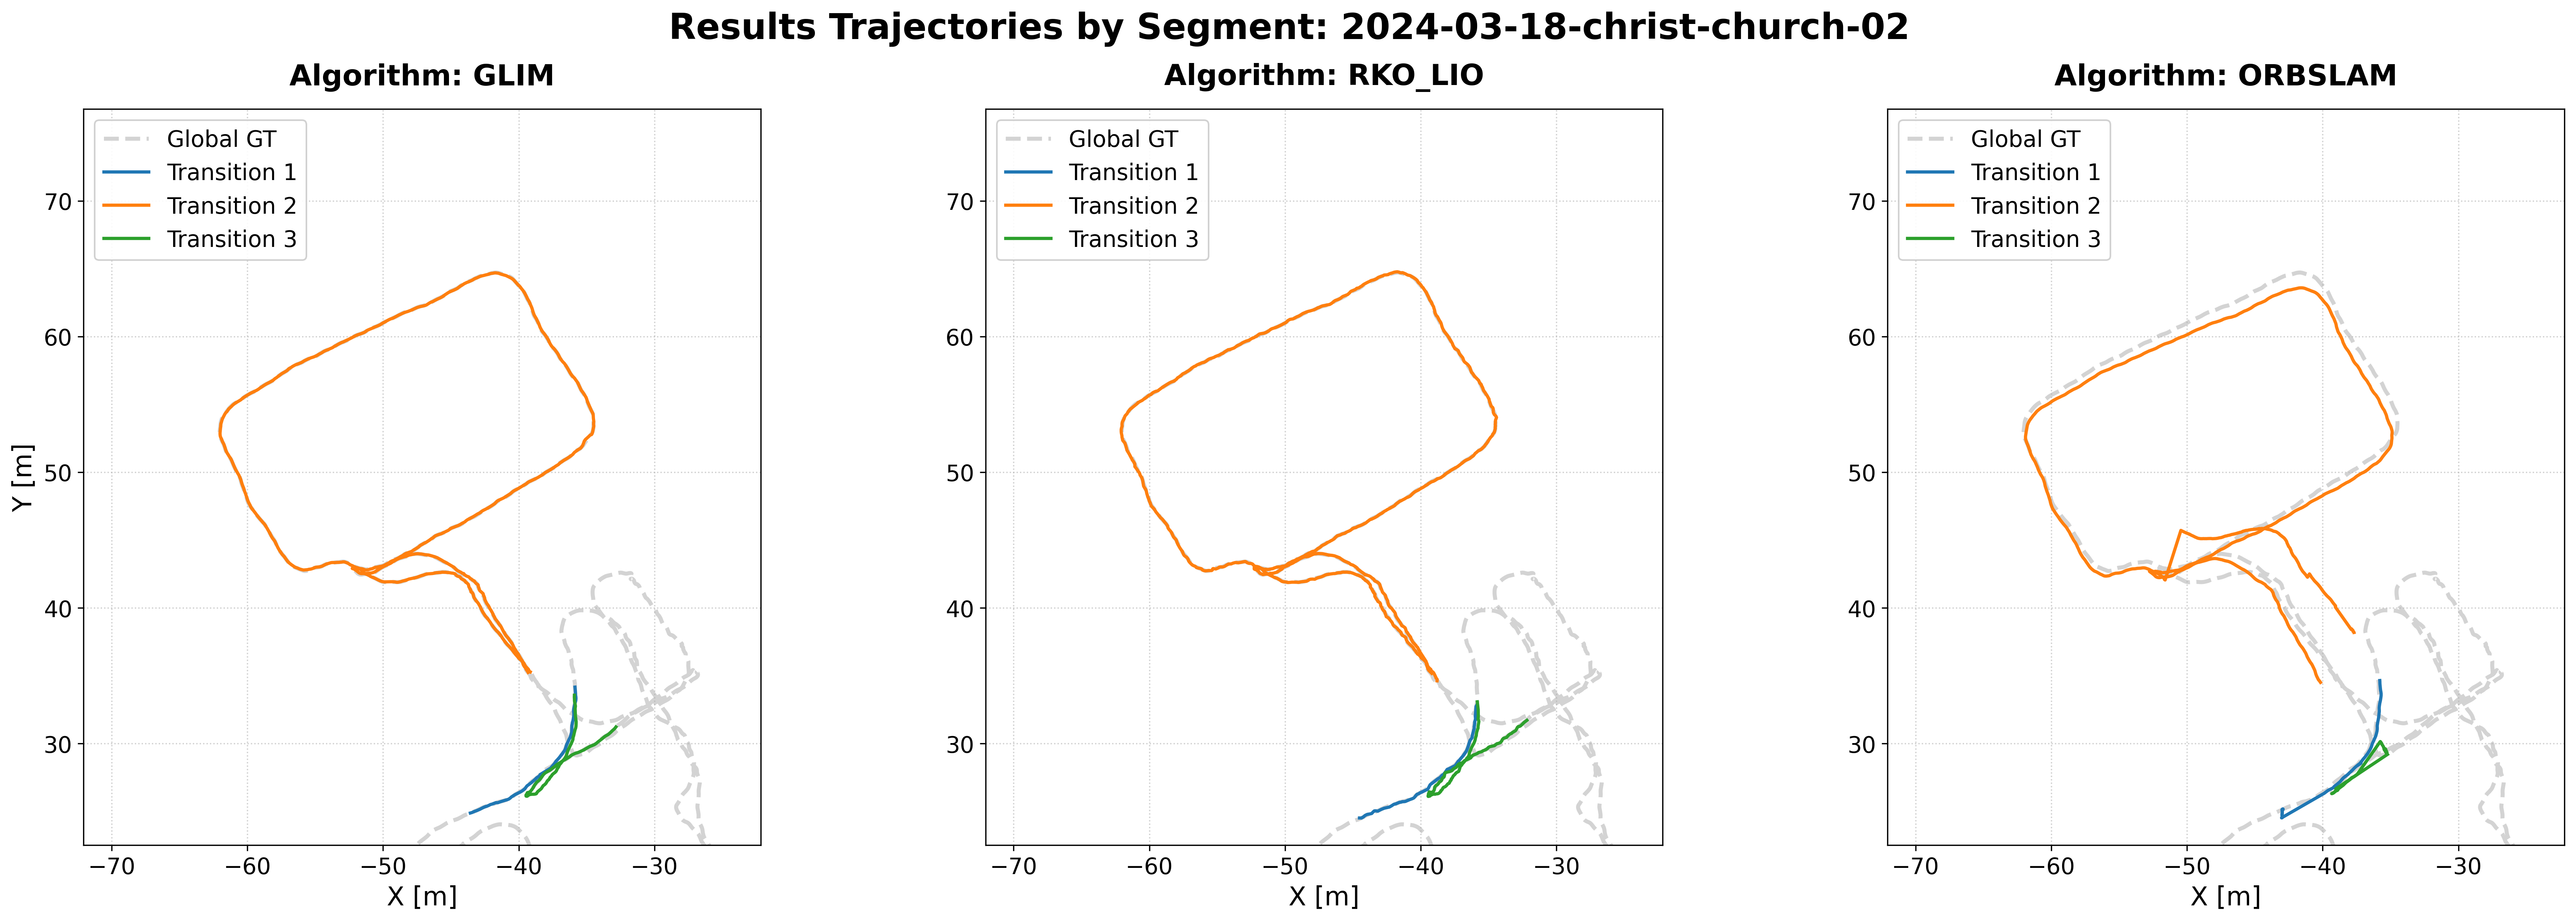 Results Trajectories by Segment: 2024-03-18-christ-church-02
Algorithm: GLIM
Global GT
Transition 1
Transition 2
Transition 3
70
60
50
40
30
Y [m]
−70
−60
−50
−40
−30
X [m]
Algorithm: RKO_LIO
Global GT
Transition 1
Transition 2
Transition 3
70
60
50
40
30
−70
−60
−50
−40
−30
X [m]
Algorithm: ORBSLAM
Global GT
Transition 1
Transition 2
Transition 3
70
60
50
40
30
−70
−60
−50
−40
−30
X [m]